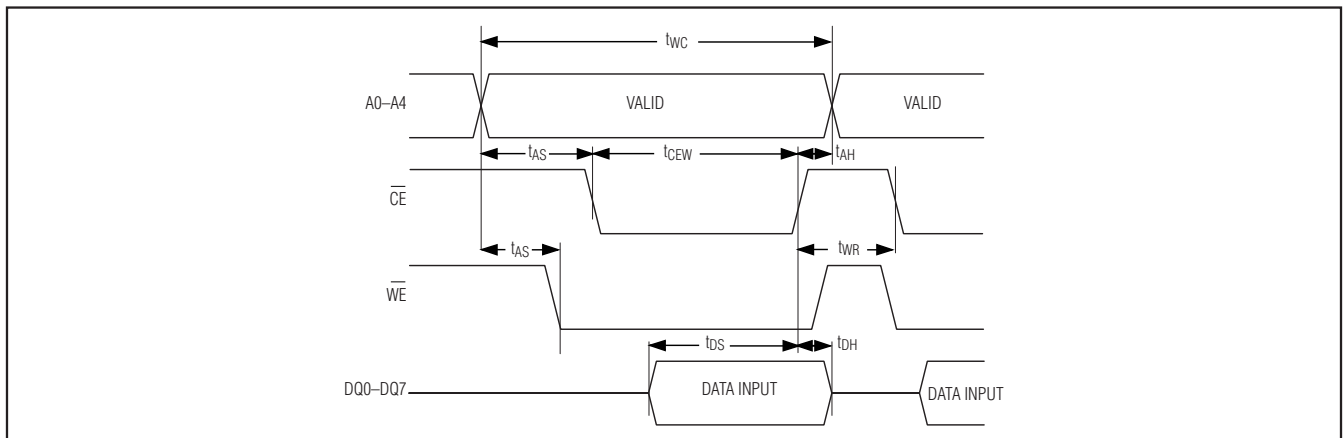 tWC
A0–A4 VALID VALID
tAS tCEW tAH
CE
tAS tWR
WE
tDS tDH
DQ0–DQ7 DATA INPUT DATA INPUT